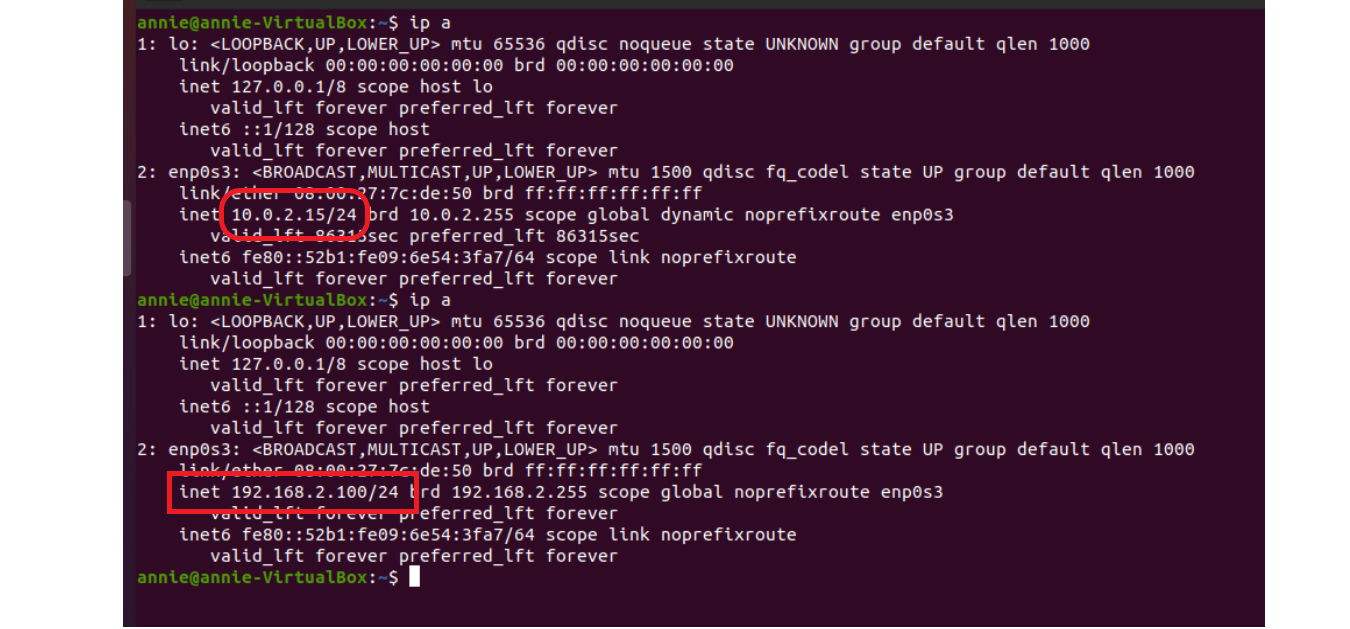 annie@annie-VirtualBox:~$ ip a
1: lo: <LOOPBACK,UP,LOWER_UP> mtu 65536 qdisc noqueue state UNKNOWN group default qlen 1000
    link/loopback 00:00:00:00:00:00 brd 00:00:00:00:00:00
    inet 127.0.0.1/8 scope host lo
       valid_lft forever preferred_lft forever
    inet6 ::1/128 scope host
       valid_lft forever preferred_lft forever
2: enp0s3: <BROADCAST,MULTICAST,UP,LOWER_UP> mtu 1500 qdisc fq_codel state UP group default qlen 1000
    link/ether 08:00:27:7c:de:50 brd ff:ff:ff:ff:ff:ff
    inet 10.0.2.15/24 brd 10.0.2.255 scope global dynamic noprefixroute enp0s3
       valid_lft 86315sec preferred_lft 86315sec
    inet6 fe80::52b1:fe09:6e54:3fa7/64 scope link noprefixroute
       valid_lft forever preferred_lft forever
annie@annie-VirtualBox:~$ ip a
1: lo: <LOOPBACK,UP,LOWER_UP> mtu 65536 qdisc noqueue state UNKNOWN group default qlen 1000
    link/loopback 00:00:00:00:00:00 brd 00:00:00:00:00:00
    inet 127.0.0.1/8 scope host lo
       valid_lft forever preferred_lft forever
    inet6 ::1/128 scope host
       valid_lft forever preferred_lft forever
2: enp0s3: <BROADCAST,MULTICAST,UP,LOWER_UP> mtu 1500 qdisc fq_codel state UP group default qlen 1000
    link/ether 08:00:27:7c:de:50 brd ff:ff:ff:ff:ff:ff
    inet 192.168.2.100/24 brd 192.168.2.255 scope global noprefixroute enp0s3
       valid_lft forever preferred_lft forever
    inet6 fe80::52b1:fe09:6e54:3fa7/64 scope link noprefixroute
       valid_lft forever preferred_lft forever
annie@annie-VirtualBox:~$